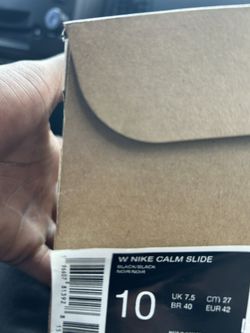 W NIKE CALM SLIDE
BLACK/BLACK
NOIR/NOIR
10
UK 7.5
CM 27
BR 40
EUR 42